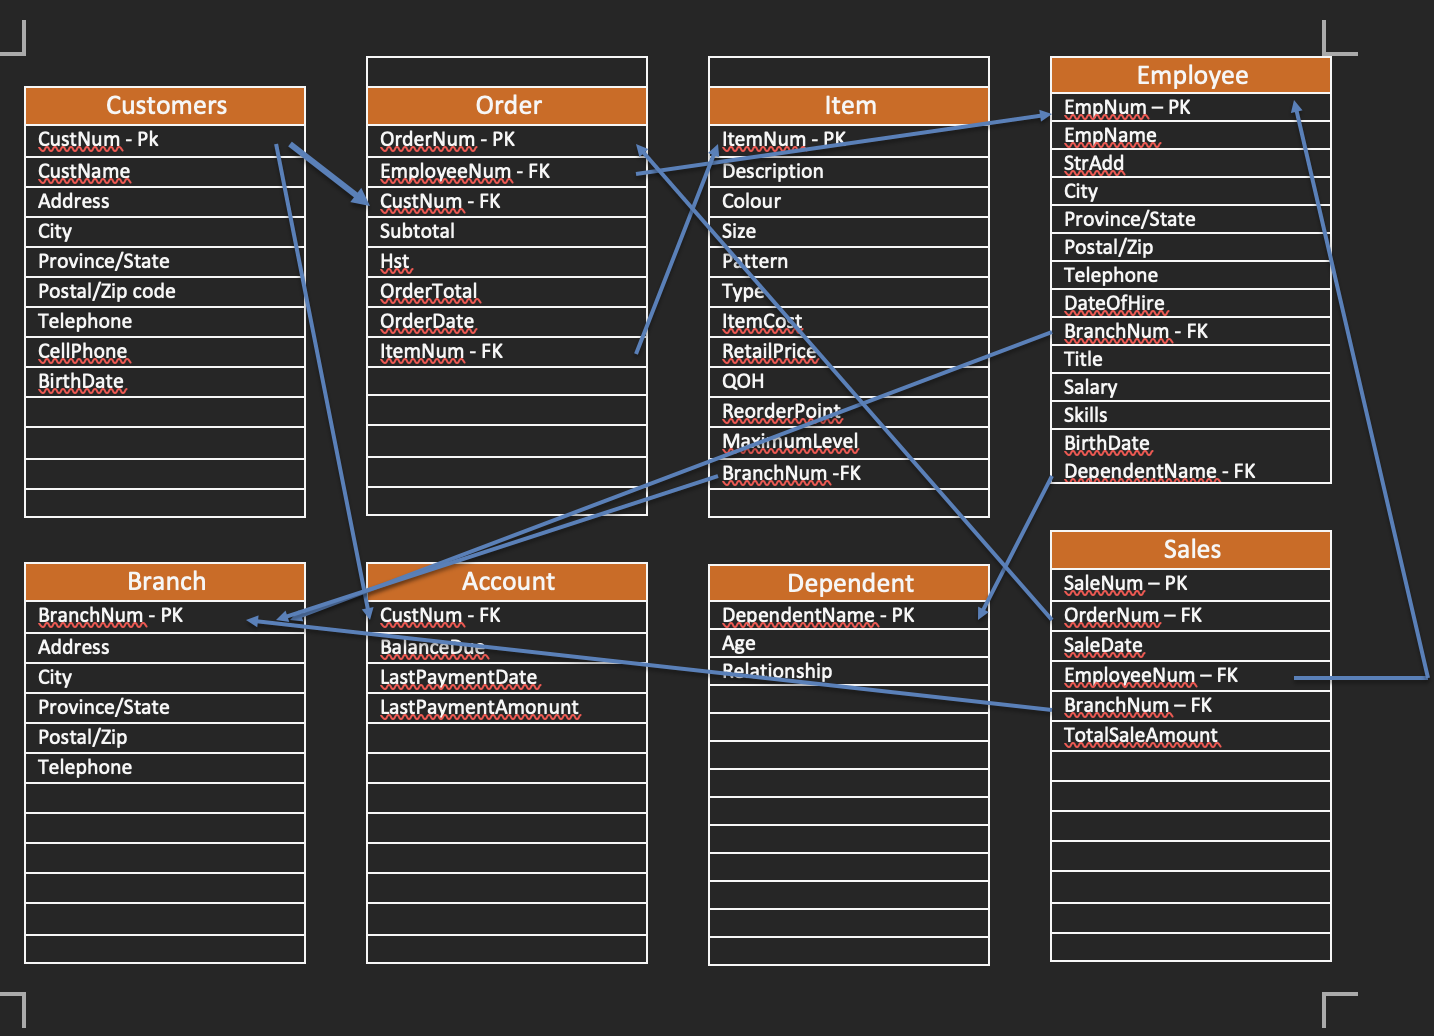 Customers
CustNum - Pk
CustName
Address
City
Province/State
Postal/Zip code
Telephone
CellPhone
BirthDate
Order
OrderNum - PK
EmployeeNum - FK
CustNum - FK
Subtotal
Hst
OrderTotal
OrderDate
ItemNum - FK
Item
ItemNum - PK
Description
Colour
Size
Pattern
Type
ItemCost
RetailPrice
QOH
ReorderPoint
MaximumLevel
BranchNum -FK
Employee
EmpNum – PK
EmpName
StrAdd
City
Province/State
Postal/Zip
Telephone
DateOfHire
BranchNum - FK
Title
Salary
Skills
BirthDate
DependentName - FK
Branch
BranchNum - PK
Address
City
Province/State
Postal/Zip
Telephone
Account
CustNum - FK
BalanceDue
LastPaymentDate
LastPaymentAmonunt
Dependent
DependentName - PK
Age
Relationship
Sales
SaleNum – PK
OrderNum – FK
SaleDate
EmployeeNum – FK
BranchNum – FK
TotalSaleAmount